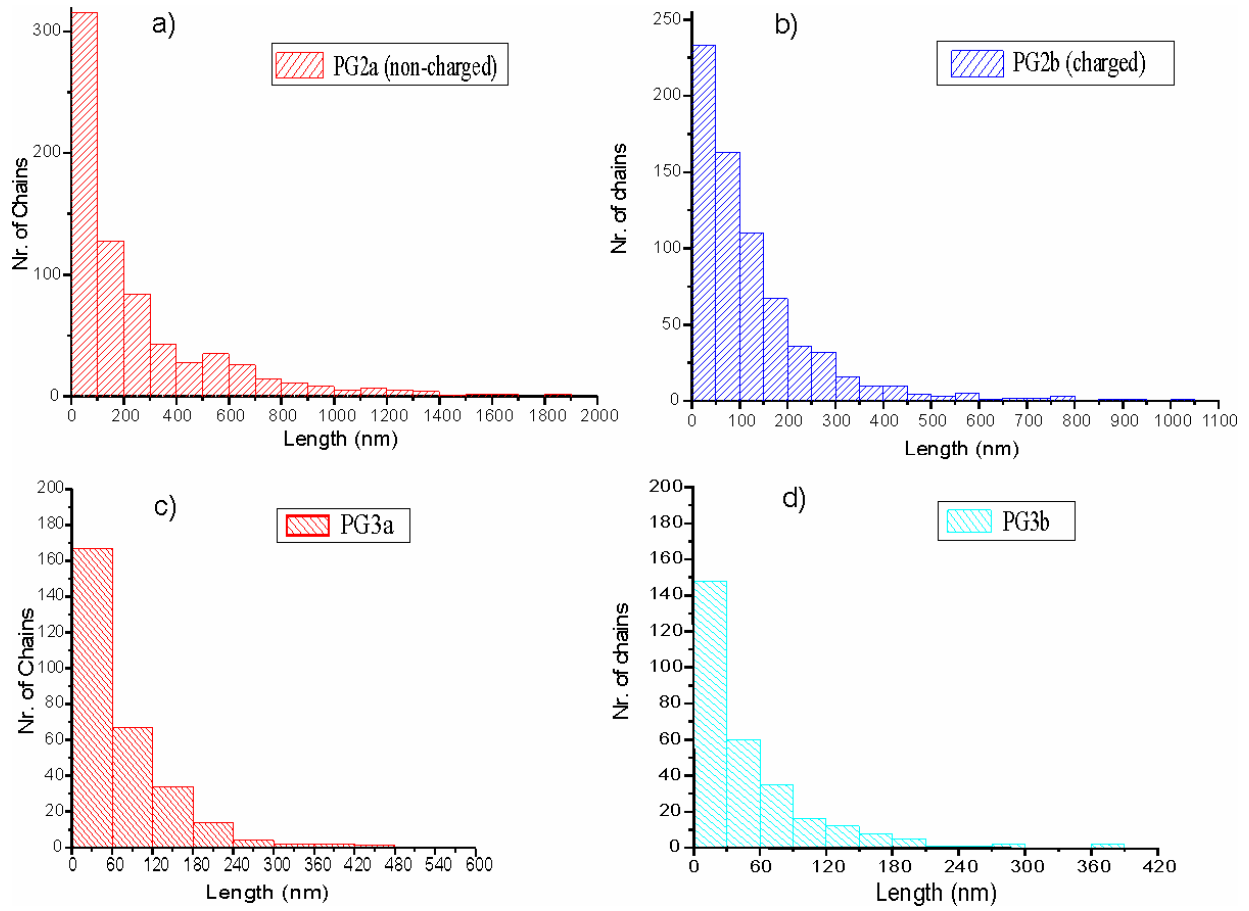 a)
PG2a (non-charged)
Nr. of Chains
300
200
100
0
0 200 400 600 800 1000 1200 1400 1600 1800 2000
Length (nm)
b)
PG2b (charged)
Nr. of chains
250
200
150
100
50
0
0 100 200 300 400 500 600 700 800 900 1000 1100
Length (nm)
c)
PG3a
Nr. of Chains
200
180
160
140
120
100
80
60
40
20
0
0 60 120 180 240 300 360 420 480 540 600
Length (nm)
d)
PG3b
Nr. of chains
200
180
160
140
120
100
80
60
40
20
0
0 60 120 180 240 300 360 420
Length (nm)